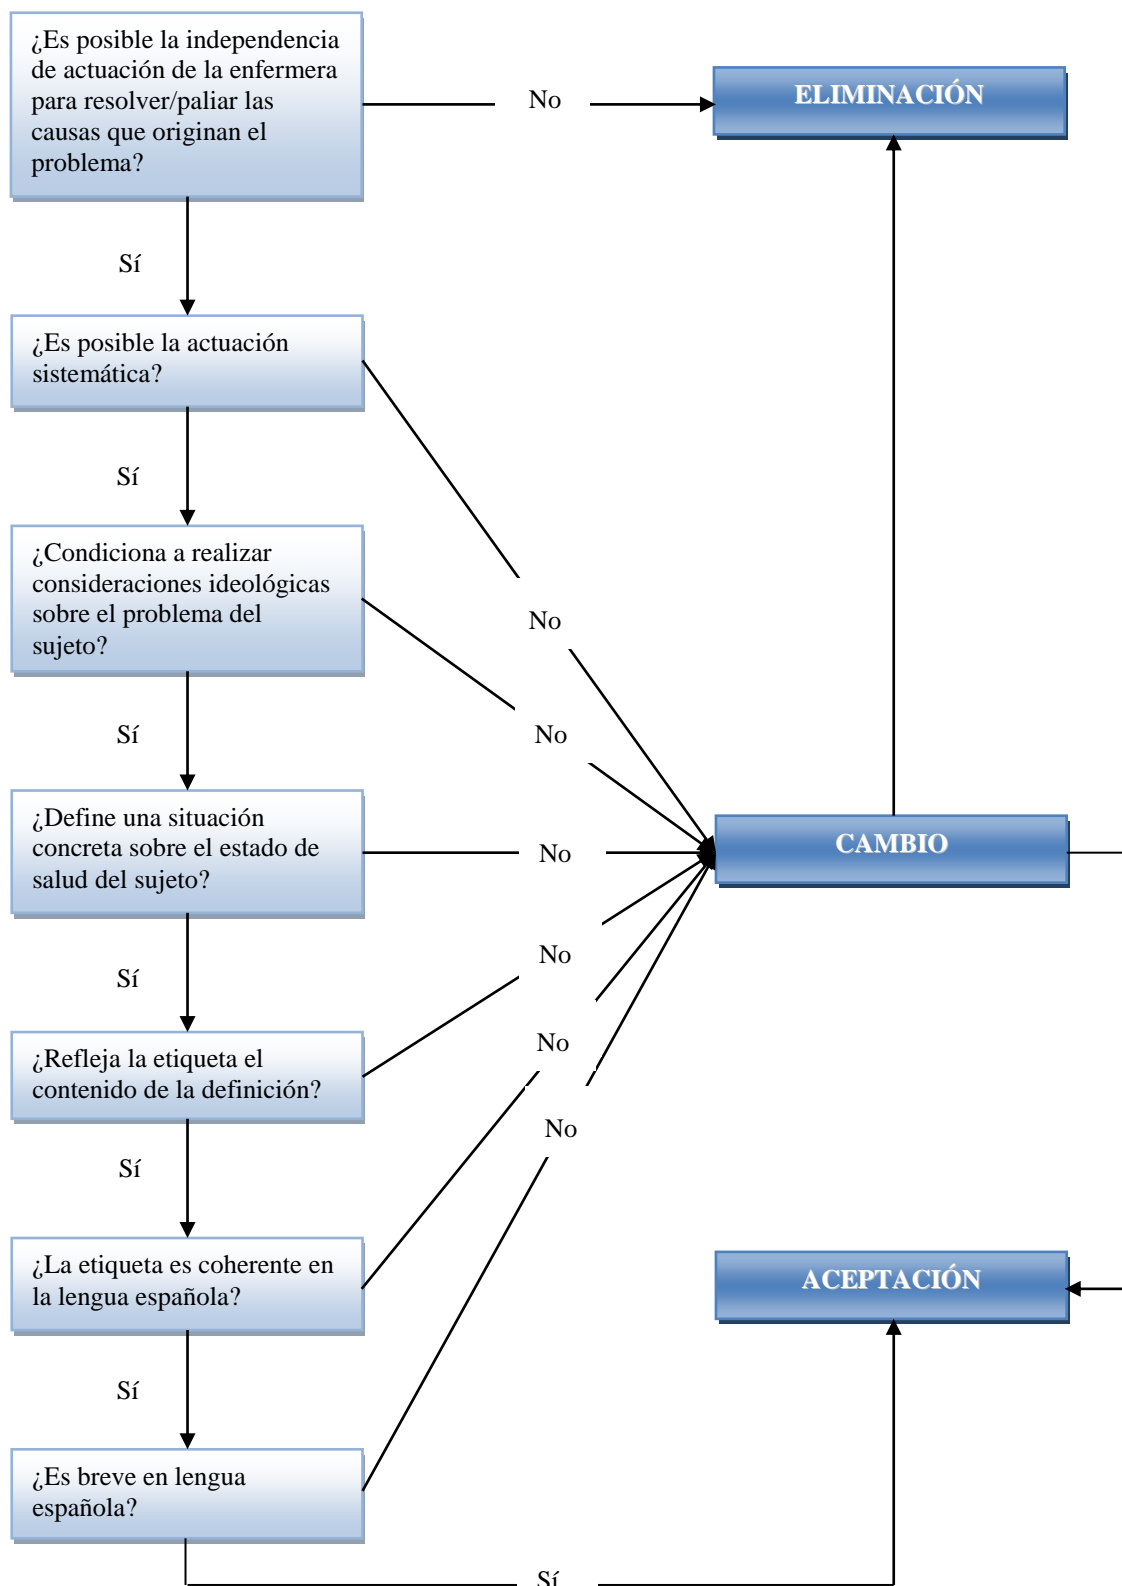 ¿Es posible la independencia
de actuación de la enfermera
para resolver/paliar las
causas que originan el
problema?
No
ELIMINACIÓN
Sí
¿Es posible la actuación
sistemática?
Sí
¿Condiciona a realizar
consideraciones ideológicas
sobre el problema del
sujeto?
No
Sí
No
¿Define una situación
concreta sobre el estado de
salud del sujeto?
No
CAMBIO
Sí
No
¿Refleja la etiqueta el
contenido de la definición?
No
Sí
No
¿La etiqueta es coherente en
la lengua española?
ACEPTACIÓN
Sí
¿Es breve en lengua
española?
Sí